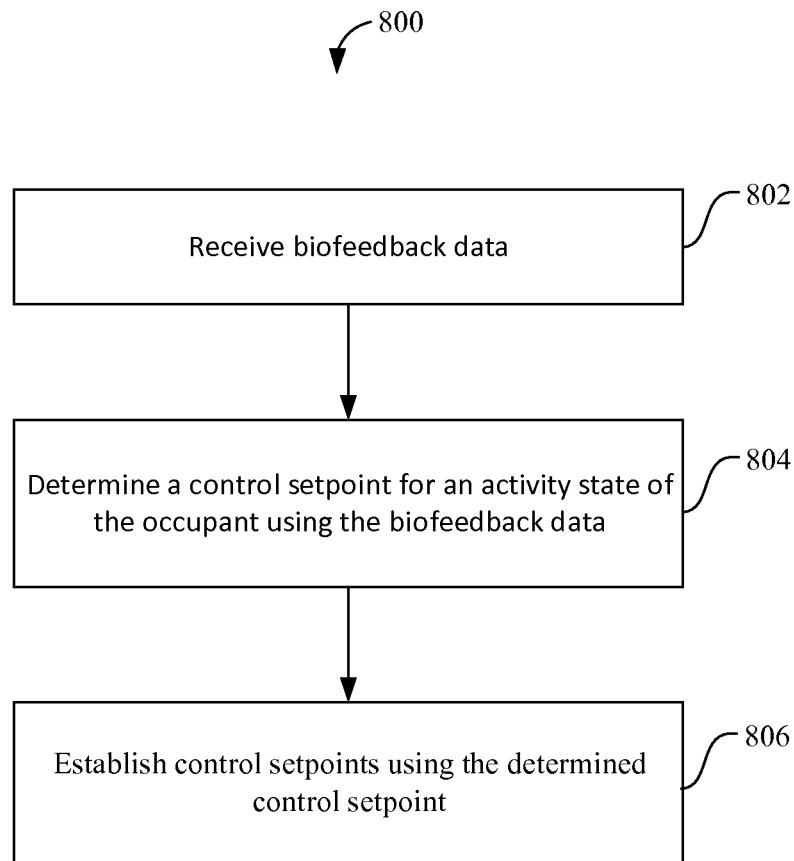 800
802
Receive biofeedback data
804
Determine a control setpoint for an activity state of
the occupant using the biofeedback data
806
Establish control setpoints using the determined
control setpoint